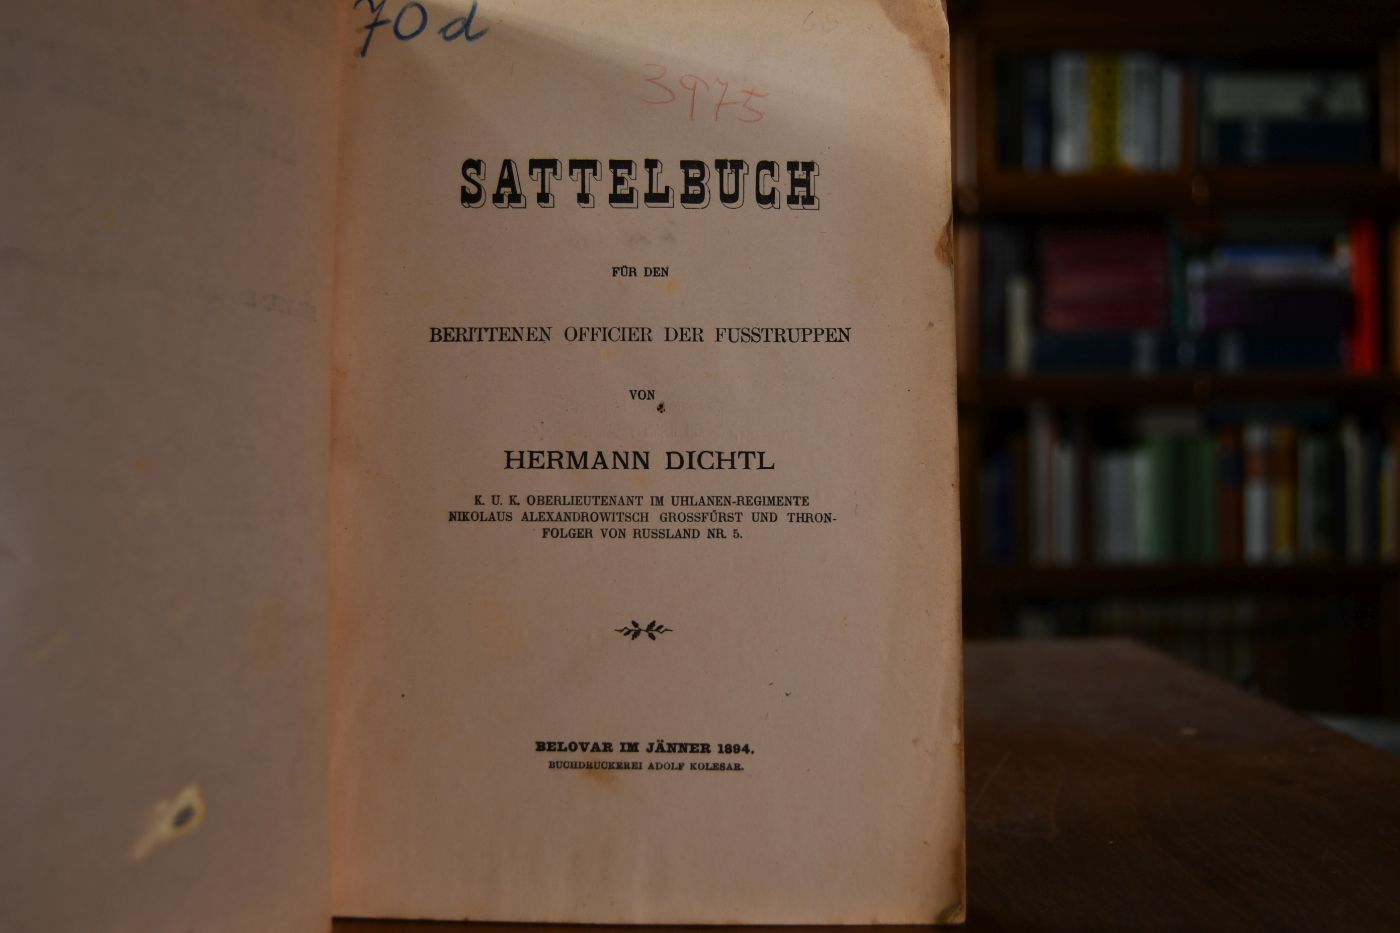 70d
3975
SATTELBUCH
FÜR DEN
BERITTENEN OFFICIER DER FUSSTRUPPEN
VON
HERMANN DICHTL
K. U. K. OBERLIEUTENANT IM UHLANEN-REGIMENTE
NIKOLAUS ALEXANDROWITSCH GROSSFÜRST UND THRON-
FOLGER VON RUSSLAND NR. 5.
BELOVAR IM JÄNNER 1894.
BUCHDRUCKEREI ADOLF KOLESAR.